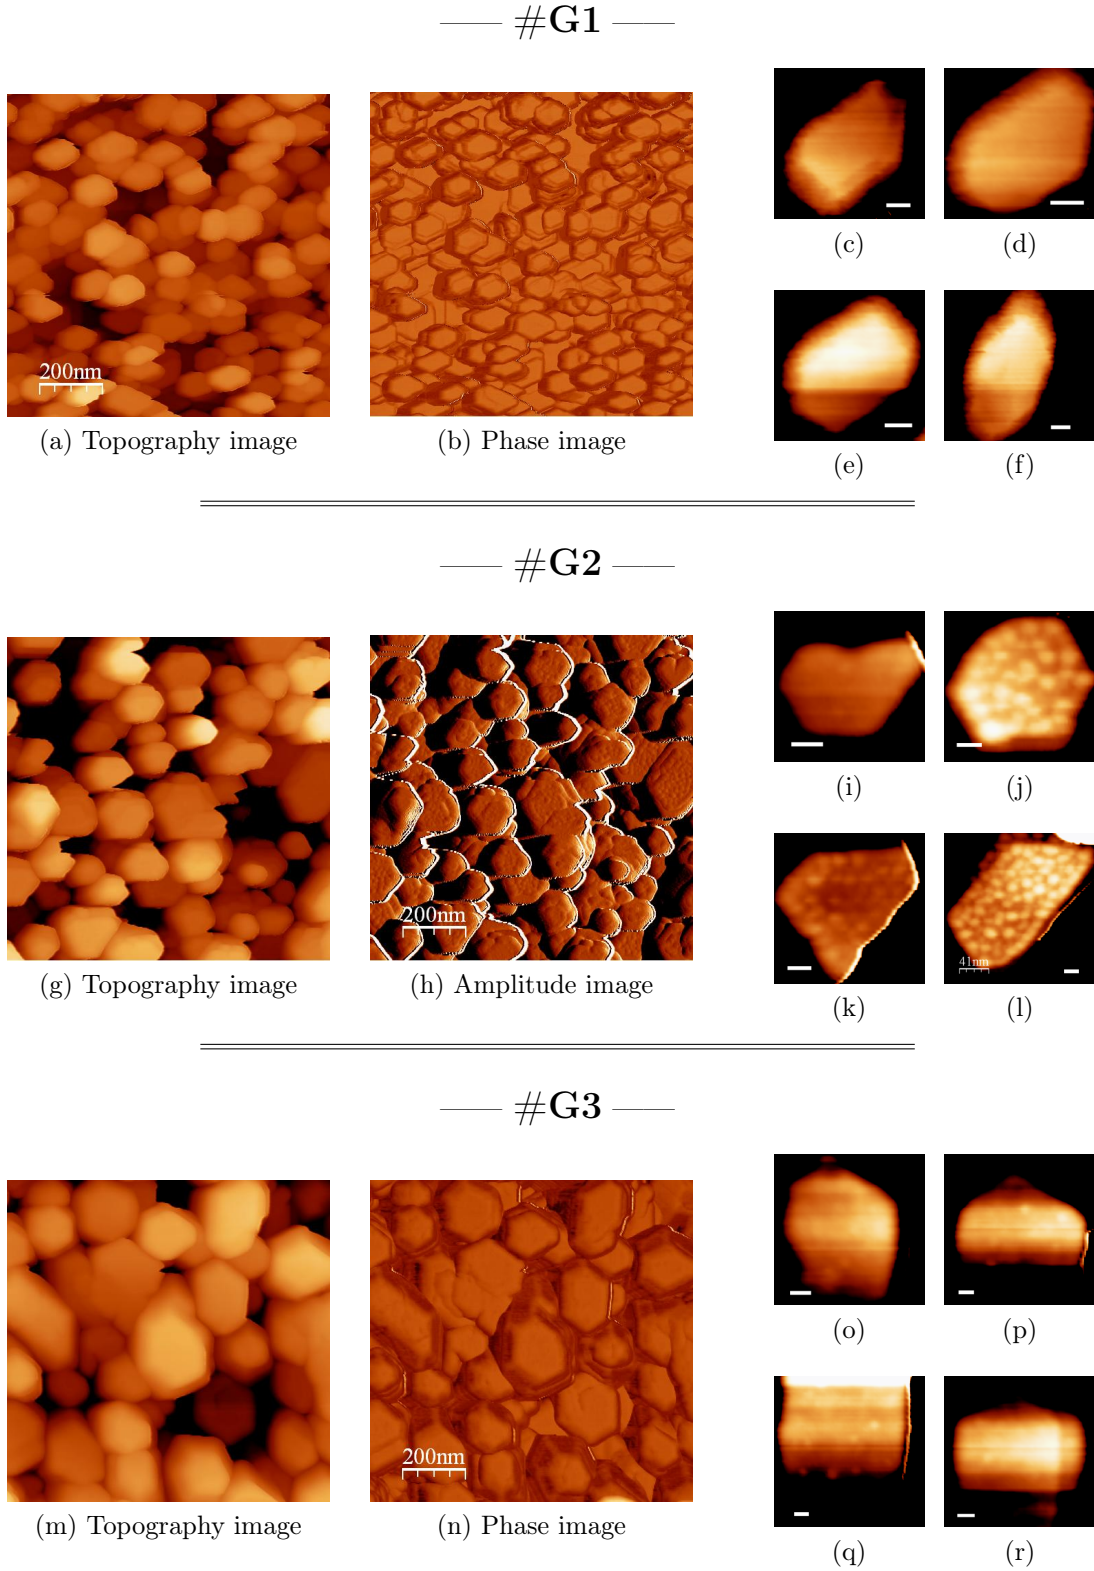 #G1
200nm
(a) Topography image
(b) Phase image
(c)
(d)
(e)
(f)
#G2
200nm
(g) Topography image
(h) Amplitude image
(i)
(j)
41nm
(k)
(l)
#G3
200nm
(m) Topography image
(n) Phase image
(o)
(p)
(q)
(r)